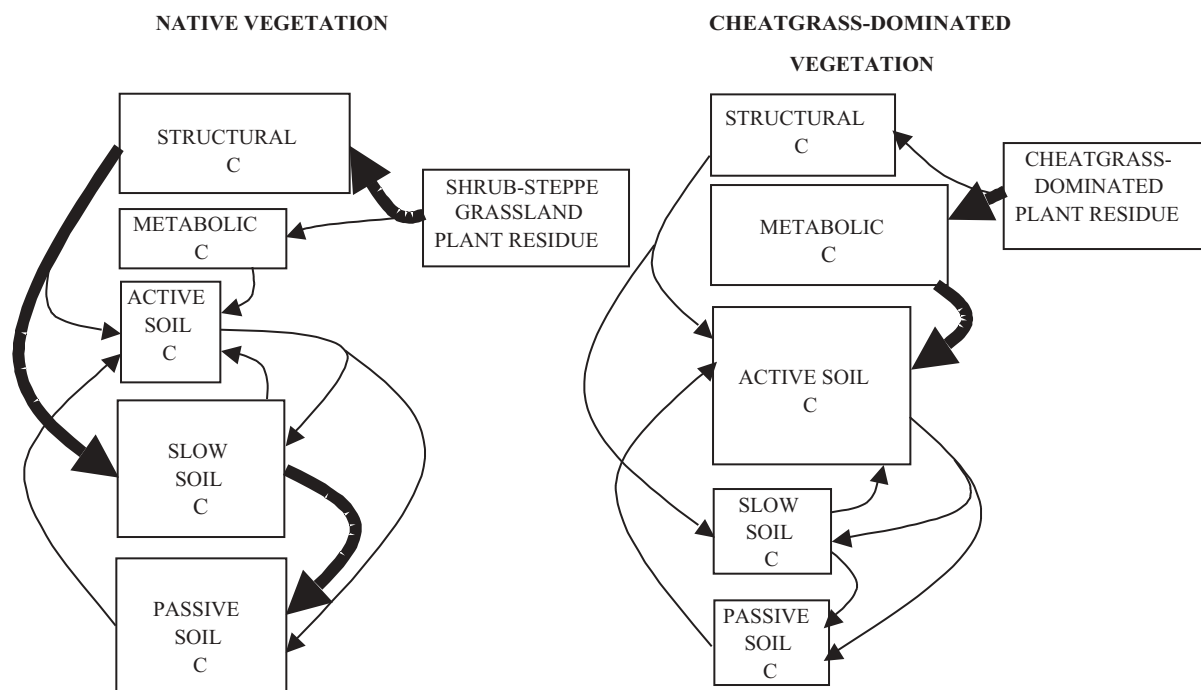 NATIVE VEGETATION
STRUCTURAL
C
SHRUB-STEPPE
GRASSLAND
PLANT RESIDUE
METABOLIC
C
ACTIVE
SOIL
C
SLOW
SOIL
C
PASSIVE
SOIL
C
CHEATGRASS-DOMINATED
VEGETATION
STRUCTURAL
C
CHEATGRASS-
DOMINATED
PLANT RESIDUE
METABOLIC
C
ACTIVE SOIL
C
SLOW
SOIL
C
PASSIVE
SOIL
C